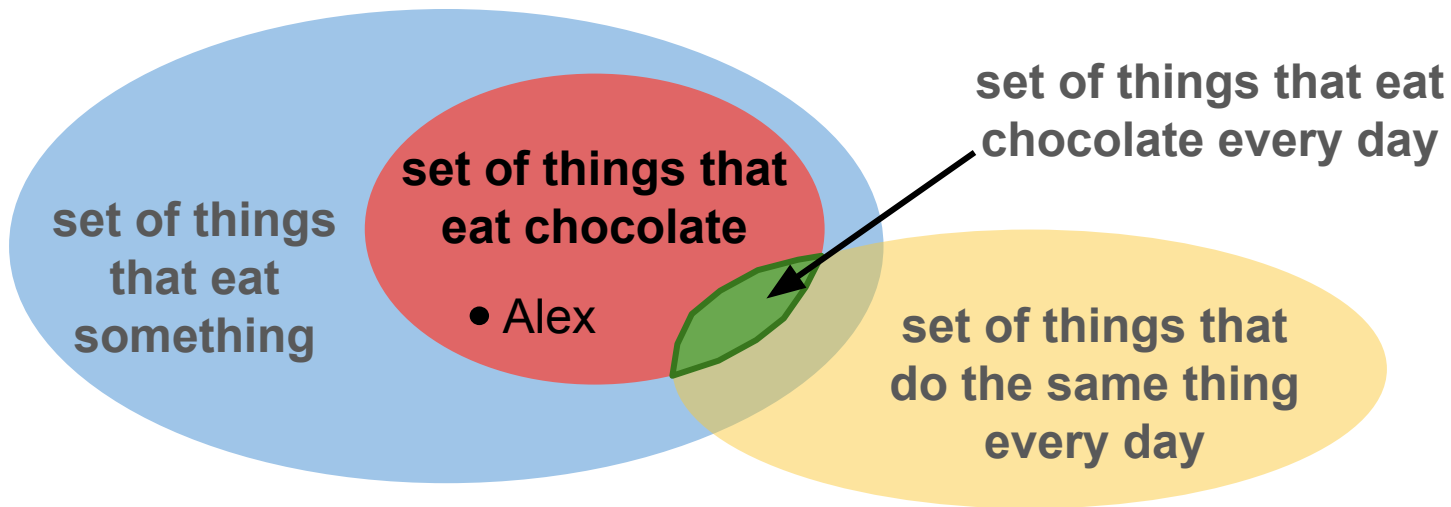 set of things that eat
chocolate every day
set of things that
eat chocolate
set of things
that eat
something
Alex
set of things that
do the same thing
every day